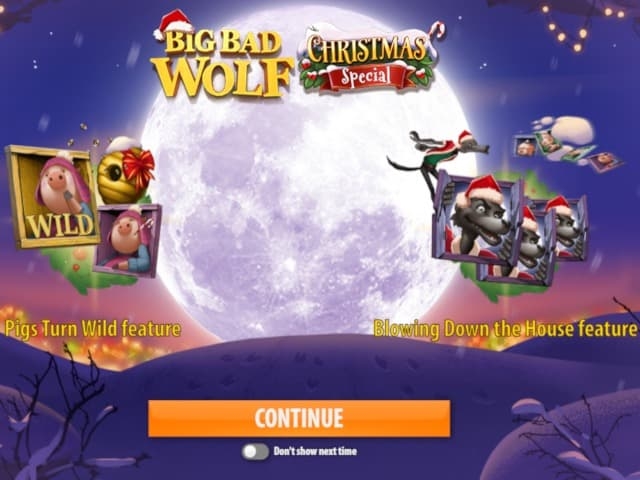 BIG BAD
WOLF
CHRISTMAS
Special
WILD
Pigs Turn Wild feature
Blowing Down the House feature
CONTINUE
Don't show next time